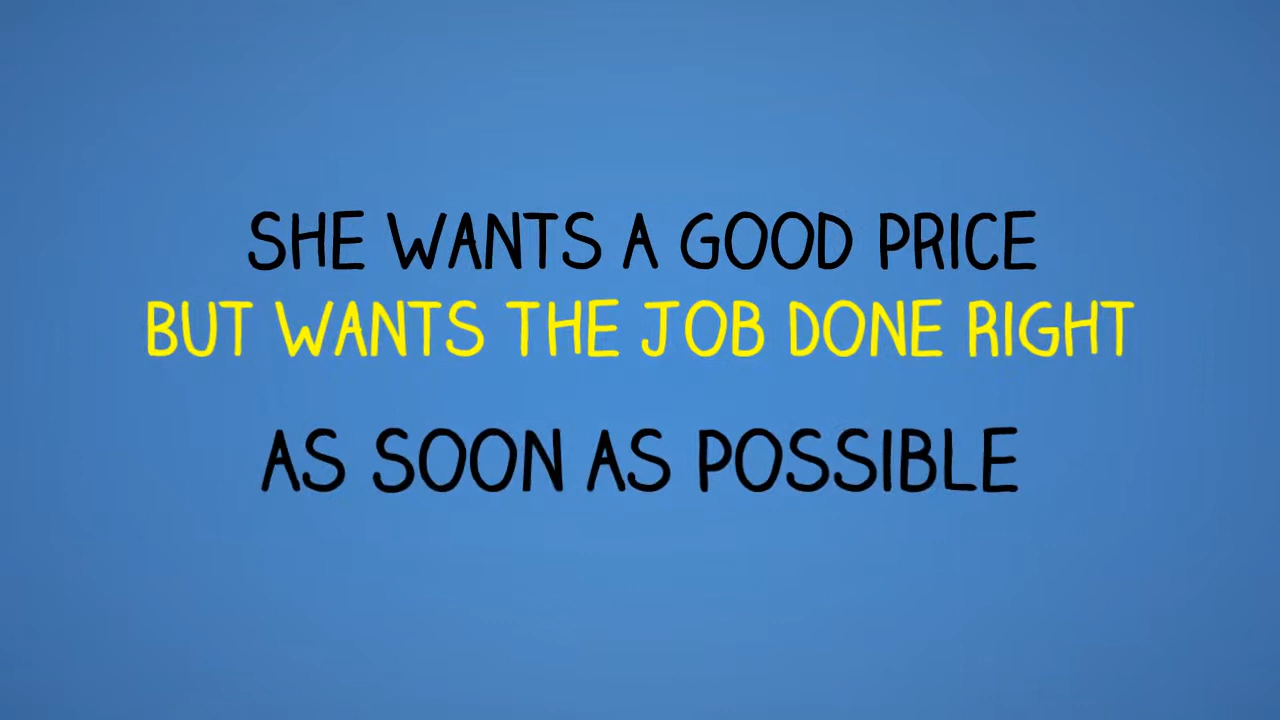 SHE WANTS A GOOD PRICE
BUT WANTS THE JOB DONE RIGHT
AS SOON AS POSSIBLE